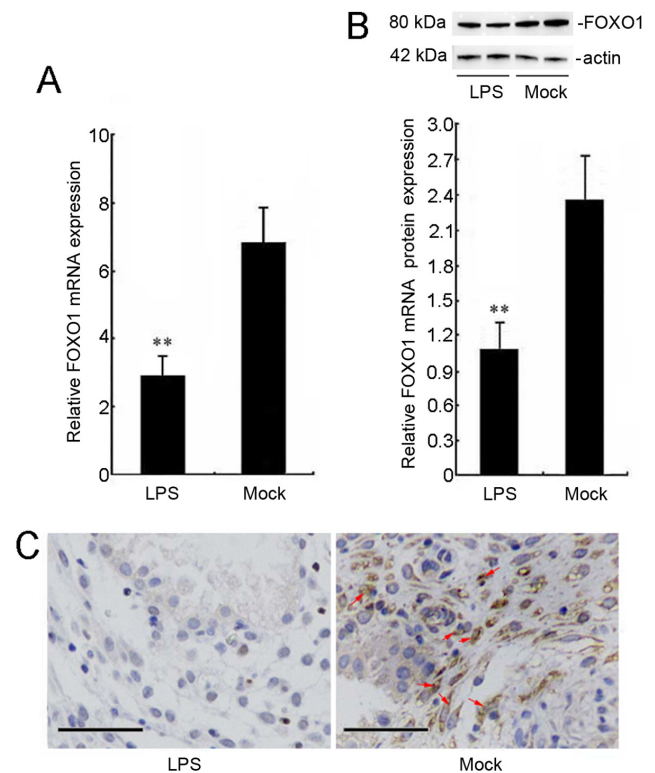 A
Relative FOXO1 mRNA expression
10
8
6
4
2
0
**
LPS
Mock
B
80 kDa
-FOXO1
42 kDa
-actin
LPS
Mock
Relative FOXO1 mRNA protein expression
3.0
2.7
2.4
2.1
1.8
1.5
1.2
0.9
0.6
0.3
0
**
LPS
Mock
C
LPS
Mock